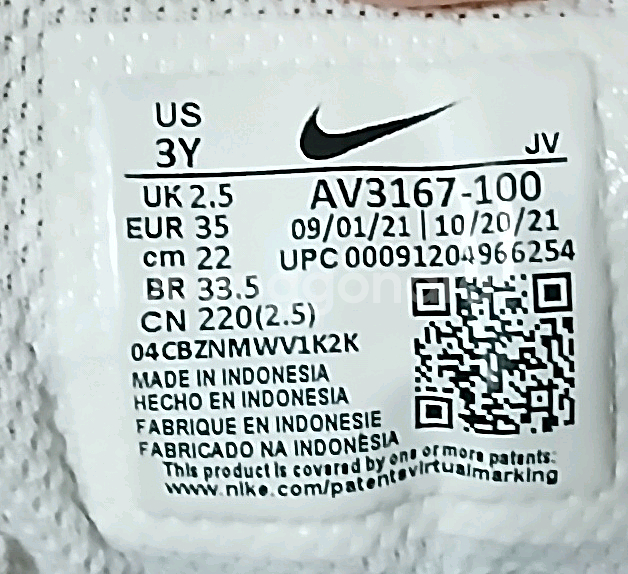 US
3Y
JV
UK 2.5
AV3167-100
EUR 35
09/01/21 | 10/20/21
cm 22
UPC 00091204966254
BR 33.5
CN 220(2.5)
04CBZNMWV1K2K
MADE IN INDONESIA
HECHO EN INDONESIA
FABRIQUE EN INDONESIE
FABRICADO NA INDONÈSIA
This product is covered by one or more patents:
www.nike.com/patentsvirtualmarking